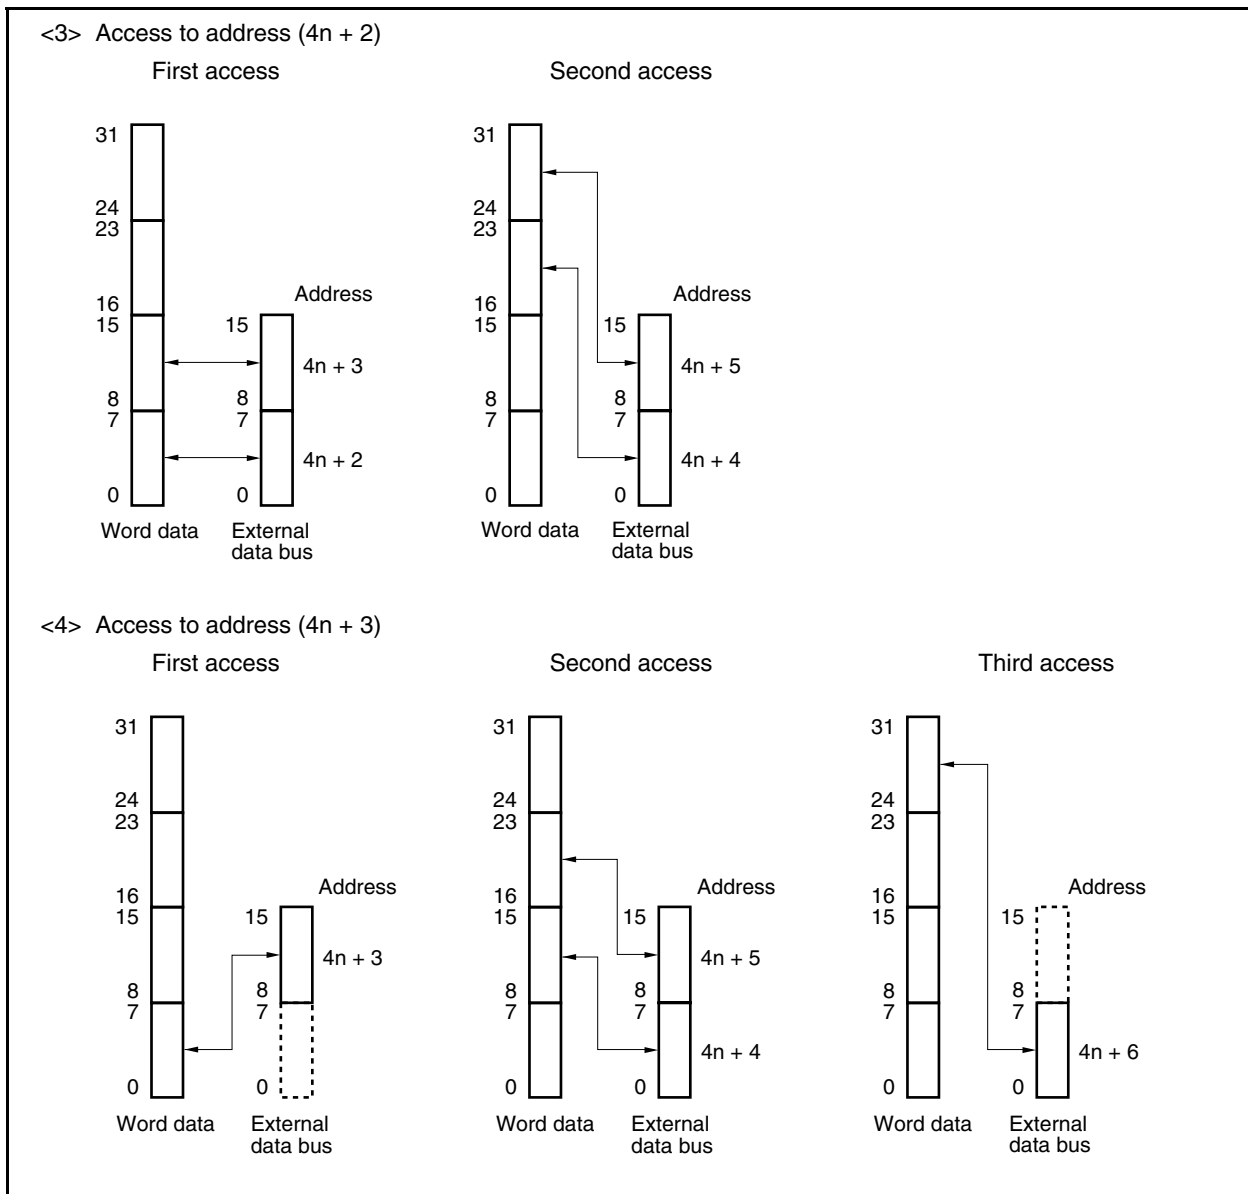 <3> Access to address (4n + 2)
First access
Second access
31
24
23
16
15
8
7
0
Address
15
4n + 3
8
7
4n + 2
0
Word data
External
data bus
31
24
23
16
15
8
7
0
Address
15
4n + 5
8
7
4n + 4
0
Word data
External
data bus
<4> Access to address (4n + 3)
First access
Second access
Third access
31
24
23
16
15
8
7
0
Address
15
4n + 3
8
7
0
Word data
External
data bus
31
24
23
16
15
8
7
0
Address
15
4n + 5
8
7
4n + 4
0
Word data
External
data bus
31
24
23
16
15
8
7
0
Address
15
8
7
4n + 6
0
Word data
External
data bus